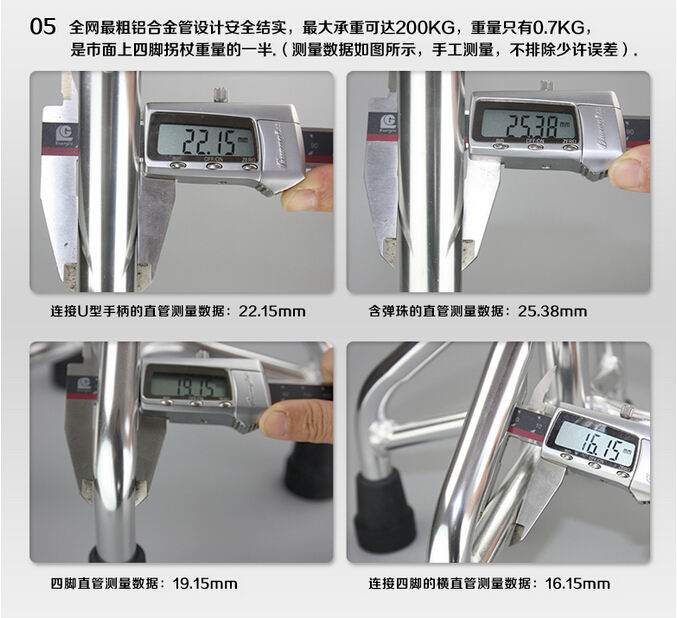 05 全网最粗铝合金管设计安全结实，最大承重可达200KG，重量只有0.7KG，
是市面上四脚拐杖重量的一半.（测量数据如图所示，手工测量，不排除少许误差）.
22.15 mm
OFF/ON ZERO
25.38 mm
连接U型手柄的直管测量数据：22.15mm
含弹珠的直管测量数据：25.38mm
19.15
16.15 mm
四脚直管测量数据：19.15mm
连接四脚的横直管测量数据：16.15mm